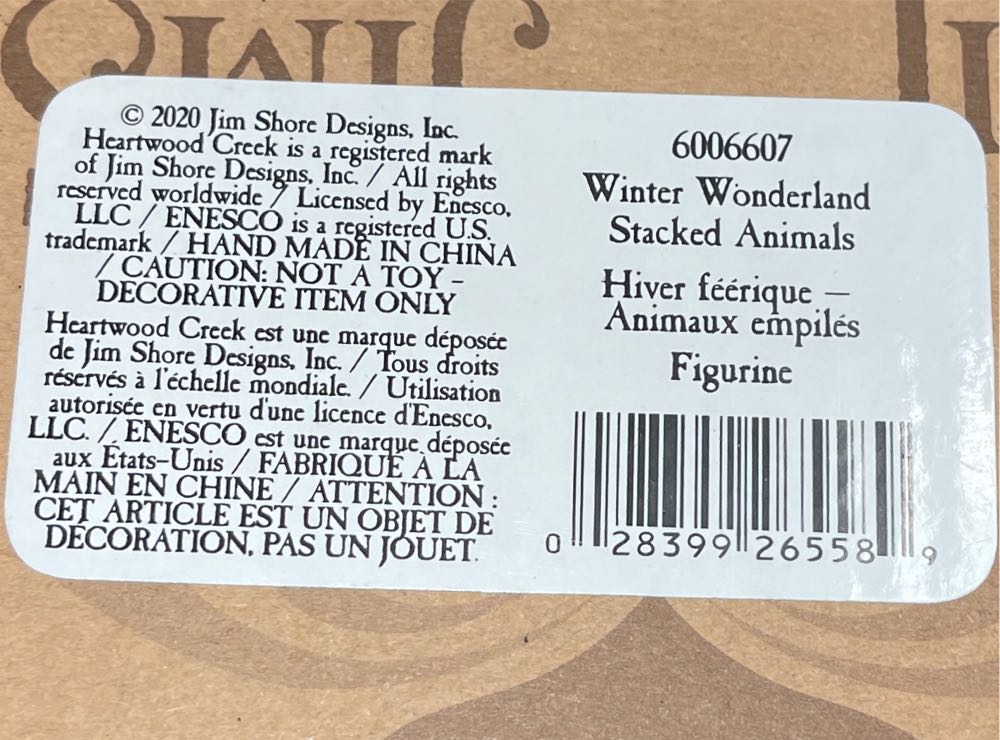 JIM S
© 2020 Jim Shore Designs, Inc.
Heartwood Creek is a registered mark
of Jim Shore Designs, Inc. / All rights
reserved worldwide / Licensed by Enesco,
LLC / ENESCO is a registered U.S.
trademark / HAND MADE IN CHINA
/ CAUTION: NOT A TOY –
DECORATIVE ITEM ONLY
Heartwood Creek est une marque déposée
de Jim Shore Designs, Inc. / Tous droits
réservés à l'échelle mondiale. / Utilisation
autorisée en vertu d'une licence d'Enesco,
LLC. / ENESCO est une marque déposée
aux États-Unis / FABRIQUÉ À LA
MAIN EN CHINE / ATTENTION :
CET ARTICLE EST UN OBJET DE
DÉCORATION, PAS UN JOUET.
6006607
Winter Wonderland
Stacked Animals
Hiver féérique –
Animaux empilés
Figurine
0 28399 26558 9